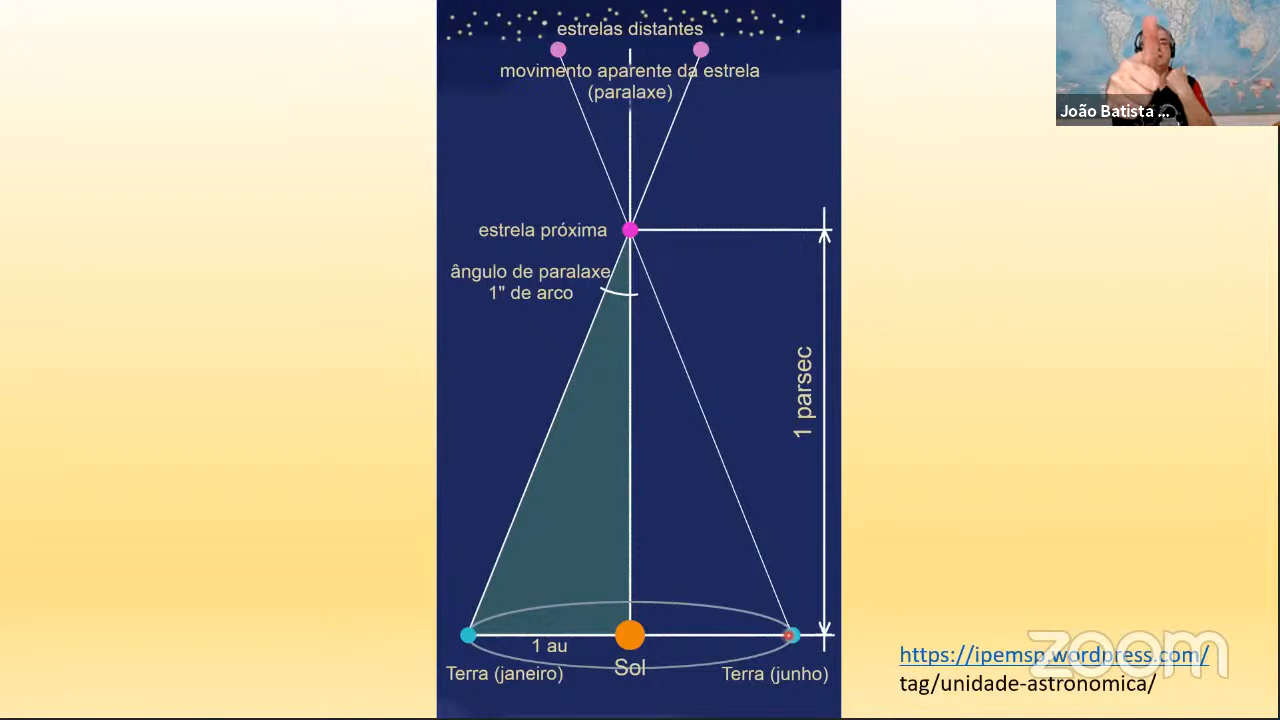 estrelas distantes
movimento aparente da estrela
(paralaxe)
João Batista ...
estrela próxima
ângulo de paralaxe
1" de arco
1 parsec
1 au
Sol
Terra (janeiro)
Terra (junho)
https://ipemsp.wordpress.com/
tag/unidade-astronomica/
zoom